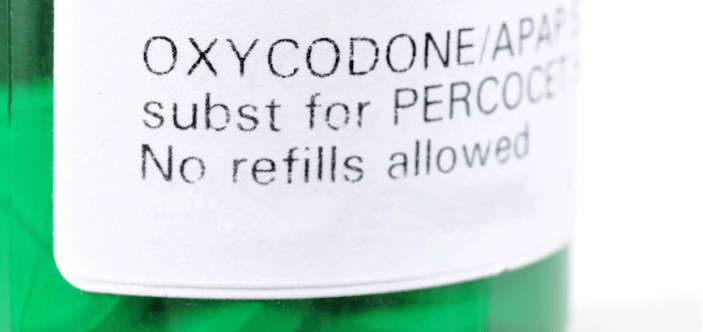 OXYCODONE/APAP
subst for PERCOCET
No refills allowed